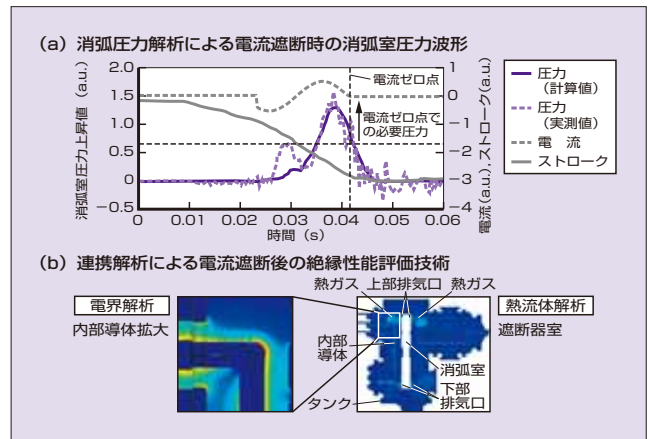 (a) 消弧圧力解析による電流遮断時の消弧室圧力波形
消弧室圧力上昇値 (a.u.)
2.0
1.5
1.0
0.5
0
−0.5
0
0.01
0.02
0.03
0.04
0.05
0.06
時間 (s)
電流ゼロ点
電流ゼロ点で
の必要圧力
1
0
−1
−2
−3
−4
電流(a.u.),ストローク(a.u.)
圧力
(計算値)
圧力
(実測値)
電 流
ストローク
(b) 連携解析による電流遮断後の絶縁性能評価技術
電界解析
内部導体拡大
熱ガス
上部排気口
熱ガス
内部
導体
タンク
消弧室
下部
排気口
熱流体解析
遮断器室